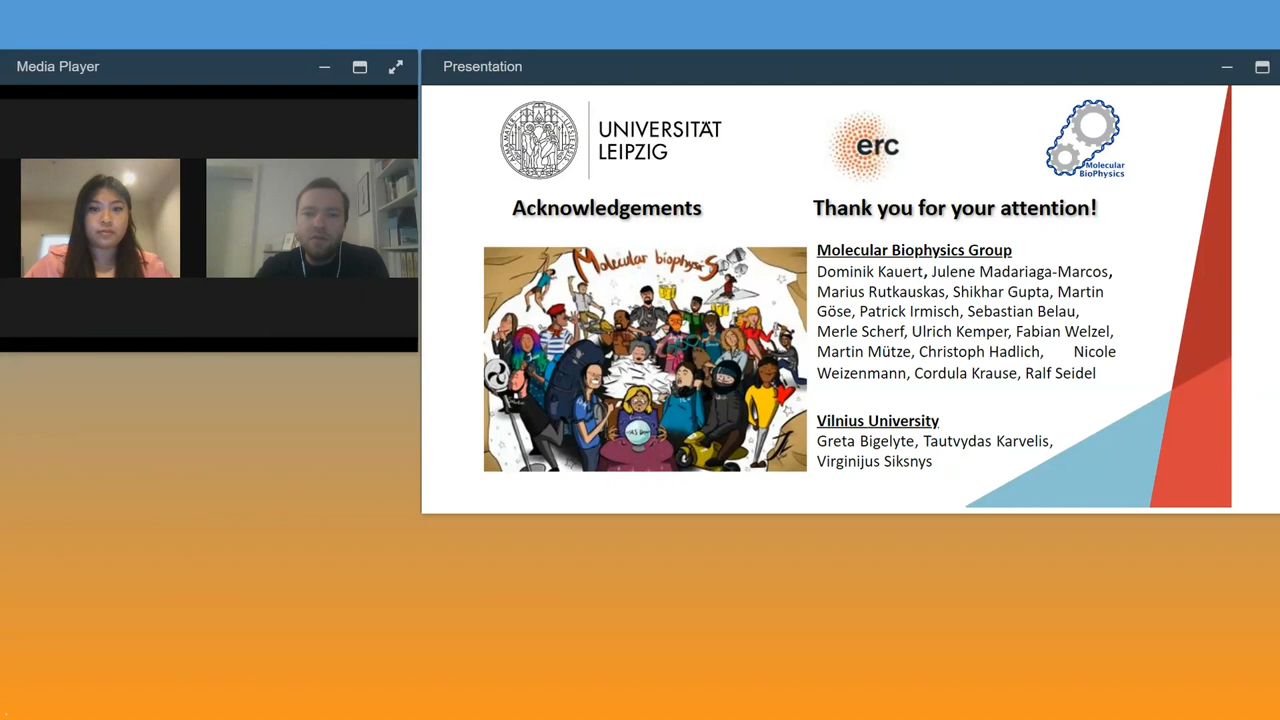 Media Player
Presentation
UNIVERSITÄT
LEIPZIG
erc
Molecular
BioPhysics
Acknowledgements
Thank you for your attention!
Molecular biophysics
Molecular Biophysics Group
Dominik Kauert, Julene Madariaga-Marcos,
Marius Rutkauskas, Shikhar Gupta, Martin
Göse, Patrick Irmisch, Sebastian Belau,
Merle Scherf, Ulrich Kemper, Fabian Welzel,
Martin Mütze, Christoph Hadlich, Nicole
Weizenmann, Cordula Krause, Ralf Seidel
Vilnius University
Greta Bigelyte, Tautvydas Karvelis,
Virginijus Siksnys